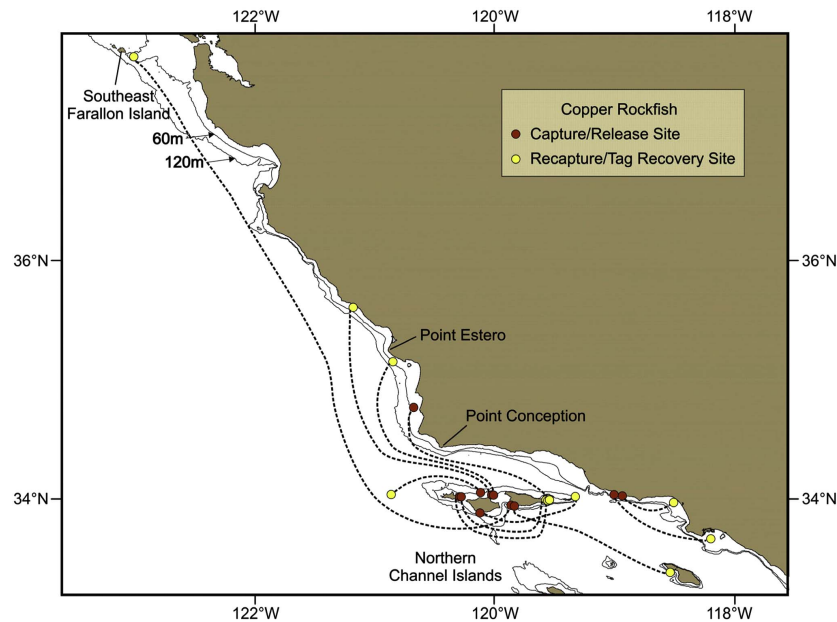 122°W 120°W 118°W
Southeast
Farallon Island
60m
120m
Copper Rockfish
Capture/Release Site
Recapture/Tag Recovery Site
36°N 36°N
Point Estero
Point Conception
34°N 34°N
Northern
Channel Islands
122°W 120°W 118°W